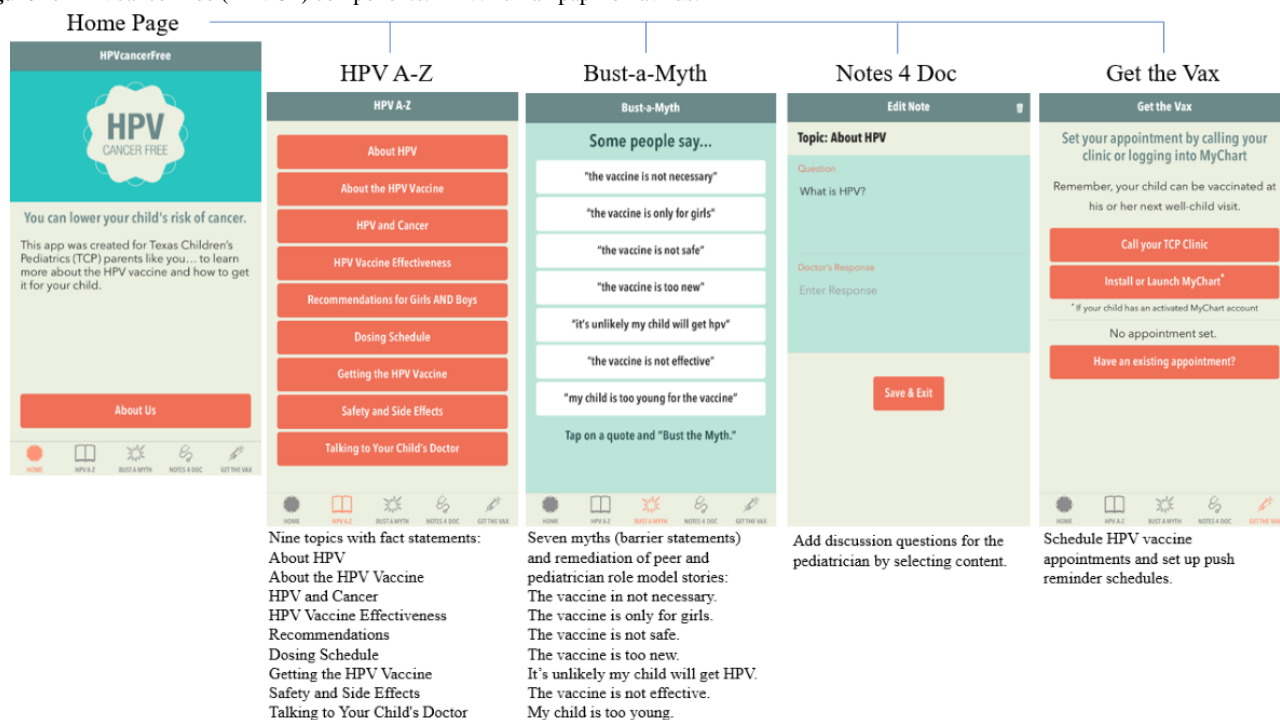 Home Page
HPVcancerFree
HPV
CANCER FREE
You can lower your child's risk of cancer.
This app was created for Texas Children's
Pediatrics (TCP) parents like you... to learn
more about the HPV vaccine and how to get
it for your child.
About Us
HOME HPV A-Z BUST A MYTH NOTES 4 DOC GET THE VAX
HPV A-Z
HPV A-Z
About HPV
About the HPV Vaccine
HPV and Cancer
HPV Vaccine Effectiveness
Recommendations for Girls AND Boys
Dosing Schedule
Getting the HPV Vaccine
Safety and Side Effects
Talking to Your Child's Doctor
HOME HPV A-Z BUST A MYTH NOTES 4 DOC GET THE VAX
Nine topics with fact statements:
About HPV
About the HPV Vaccine
HPV and Cancer
HPV Vaccine Effectiveness
Recommendations
Dosing Schedule
Getting the HPV Vaccine
Safety and Side Effects
Talking to Your Child's Doctor
Bust-a-Myth
Bust-a-Myth
Some people say...
"the vaccine is not necessary"
"the vaccine is only for girls"
"the vaccine is not safe"
"the vaccine is too new"
"it's unlikely my child will get hpv"
"the vaccine is not effective"
"my child is too young for the vaccine"
Tap on a quote and "Bust the Myth."
HOME HPV A-Z BUST A MYTH NOTES 4 DOC GET THE VAX
Seven myths (barrier statements)
and remediation of peer and
pediatrician role model stories:
The vaccine in not necessary.
The vaccine is only for girls.
The vaccine is not safe.
The vaccine is too new.
It's unlikely my child will get HPV.
The vaccine is not effective.
My child is too young.
Notes 4 Doc
Edit Note
Topic: About HPV
Question
What is HPV?
Doctor's Response
Enter Response
Save & Exit
Add discussion questions for the
pediatrician by selecting content.
Get the Vax
Get the Vax
Set your appointment by calling your
clinic or logging into MyChart
Remember, your child can be vaccinated at
his or her next well-child visit.
Call your TCP Clinic
Install or Launch MyChart*
*If your child has an activated MyChart account
No appointment set.
Have an existing appointment?
HOME HPV A-Z BUST A MYTH NOTES 4 DOC GET THE VAX
Schedule HPV vaccine
appointments and set up push
reminder schedules.